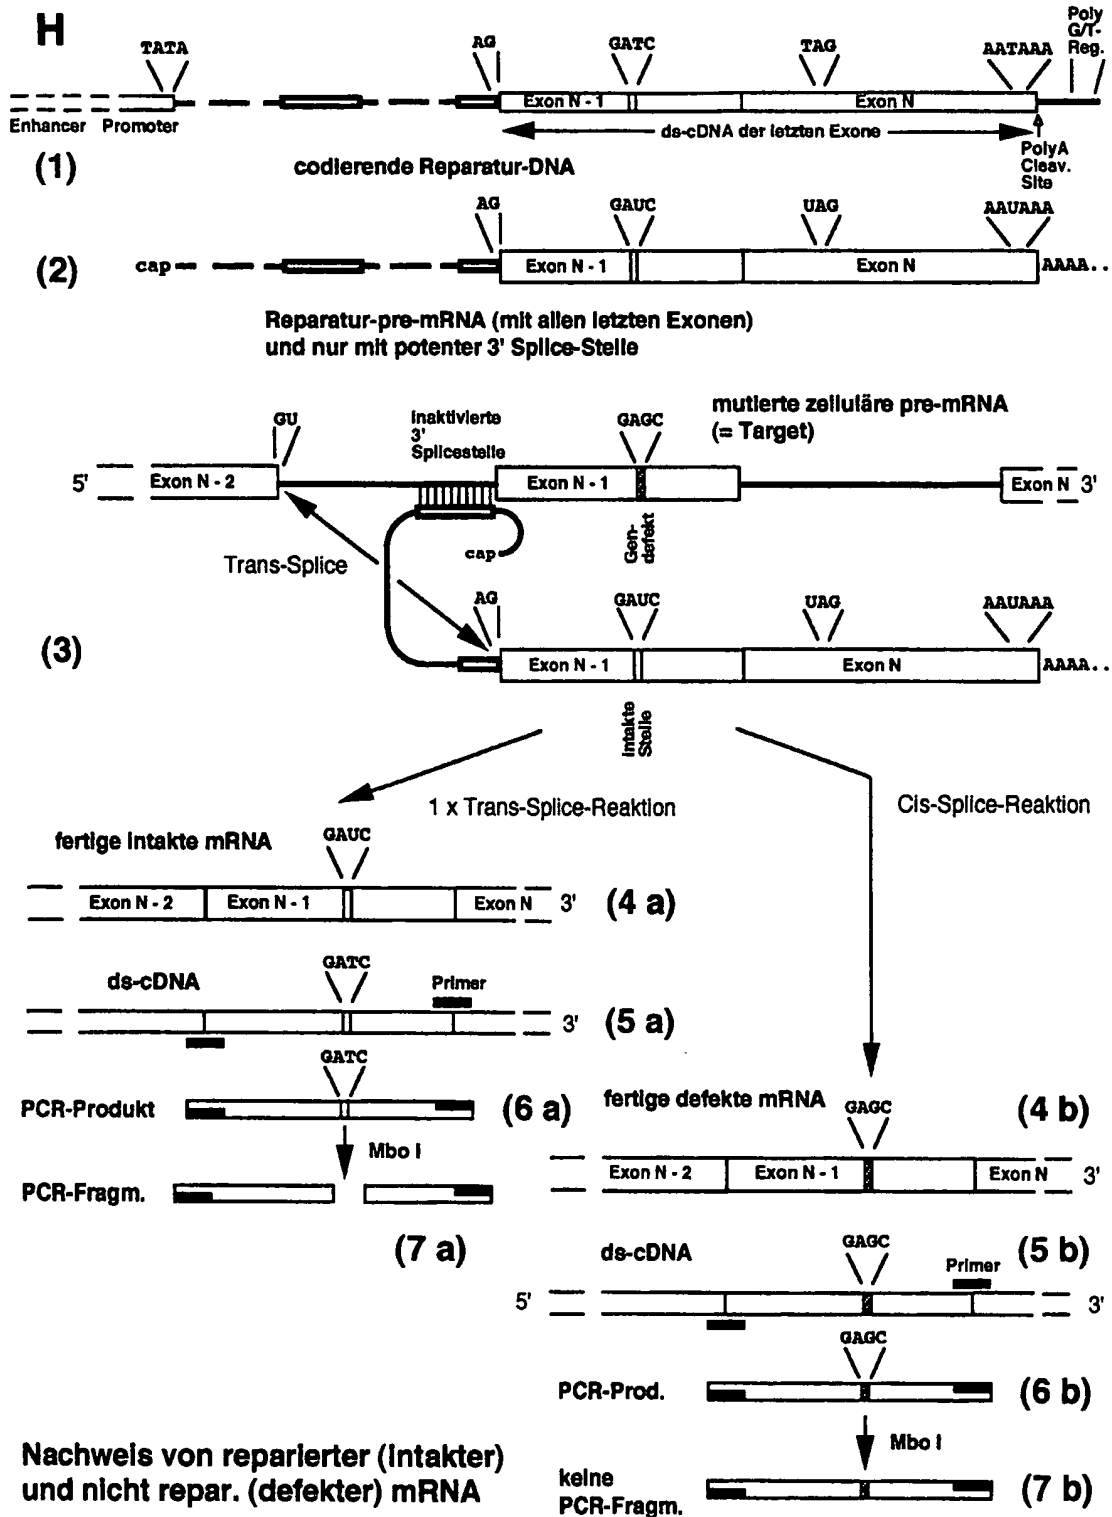 H
Poly
G/T-
Reg.
TATA
AG
GATC
TAG
AATAAA
Exon N - 1
Exon N
Enhancer
Promoter
ds-cDNA der letzten Exone
PolyA
Cleav.
Site
(1)
codierende Reparatur-DNA
AG
GAUC
UAG
AAUAAA
(2)
cap
Exon N - 1
Exon N
AAAA..
Reparatur-pre-mRNA (mit allen letzten Exonen)
und nur mit potenter 3' Splice-Stelle
GU
inaktivierte
3'
Splicestelle
GAGC
mutierte zelluläre pre-mRNA
(= Target)
5'
Exon N - 2
Exon N - 1
Exon N
3'
cap
Gen-
defekt
Trans-Splice
AG
GAUC
UAG
AAUAAA
(3)
Exon N - 1
Exon N
AAAA..
Intakte
Stelle
1 x Trans-Splice-Reaktion
Cis-Splice-Reaktion
fertige intakte mRNA
GAUC
Exon N - 2
Exon N - 1
Exon N
3'
(4 a)
ds-cDNA
GATC
Primer
3'
(5 a)
GATC
PCR-Produkt
(6 a)
Mbo I
PCR-Fragm.
(7 a)
fertige defekte mRNA
GAGC
(4 b)
Exon N - 2
Exon N - 1
Exon N
3'
ds-cDNA
GAGC
(5 b)
Primer
5'
3'
GAGC
PCR-Prod.
(6 b)
Mbo I
keine
PCR-Fragm.
(7 b)
Nachweis von reparierter (intakter)
und nicht repar. (defekter) mRNA